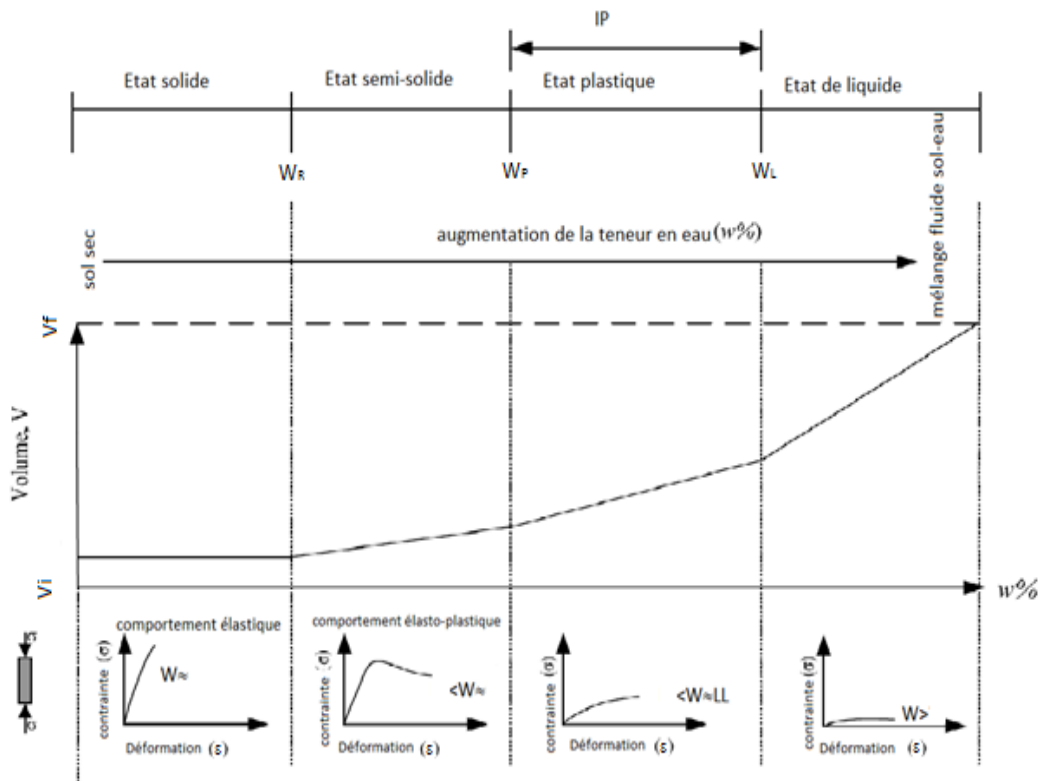 IP
Etat solide
Etat semi-solide
Etat plastique
Etat de liquide
WR
WP
WL
sol sec
augmentation de la teneur en eau(w%)
mélange fluide sol-eau
Vf
Volume, V
Vi
w%
comportement élastique
contrainte (σ)
W≈
Déformation (s)
comportement élasto-plastique
contrainte (σ)
<W≈
Déformation (s)
contrainte (σ)
<W≈LL
Déformation (s)
contrainte (σ)
W>
Déformation (s)
σ
σ